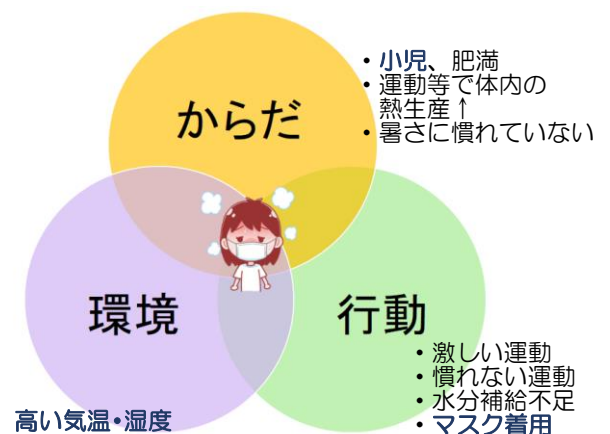 からだ
・小児、肥満
・運動等で体内の
熱生産↑
・暑さに慣れていない
環境
高い気温・湿度
行動
・激しい運動
・慣れない運動
・水分補給不足
・マスク着用